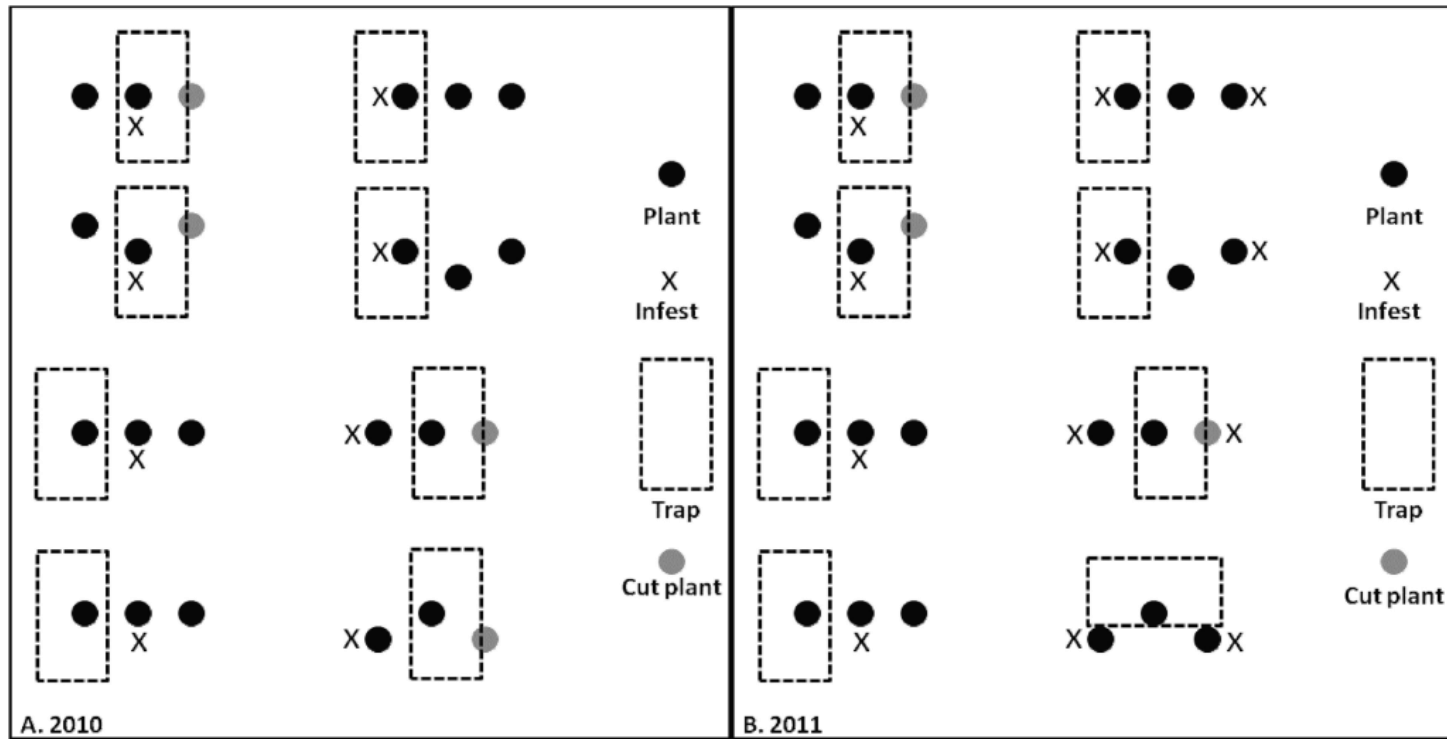 X
X
Plant
X
X
X
Infest
X
X
Trap
Cut plant
X
X
A. 2010
X X
X
Plant
X X
X
X
Infest
X X
X
Trap
Cut plant
X X X
B. 2011